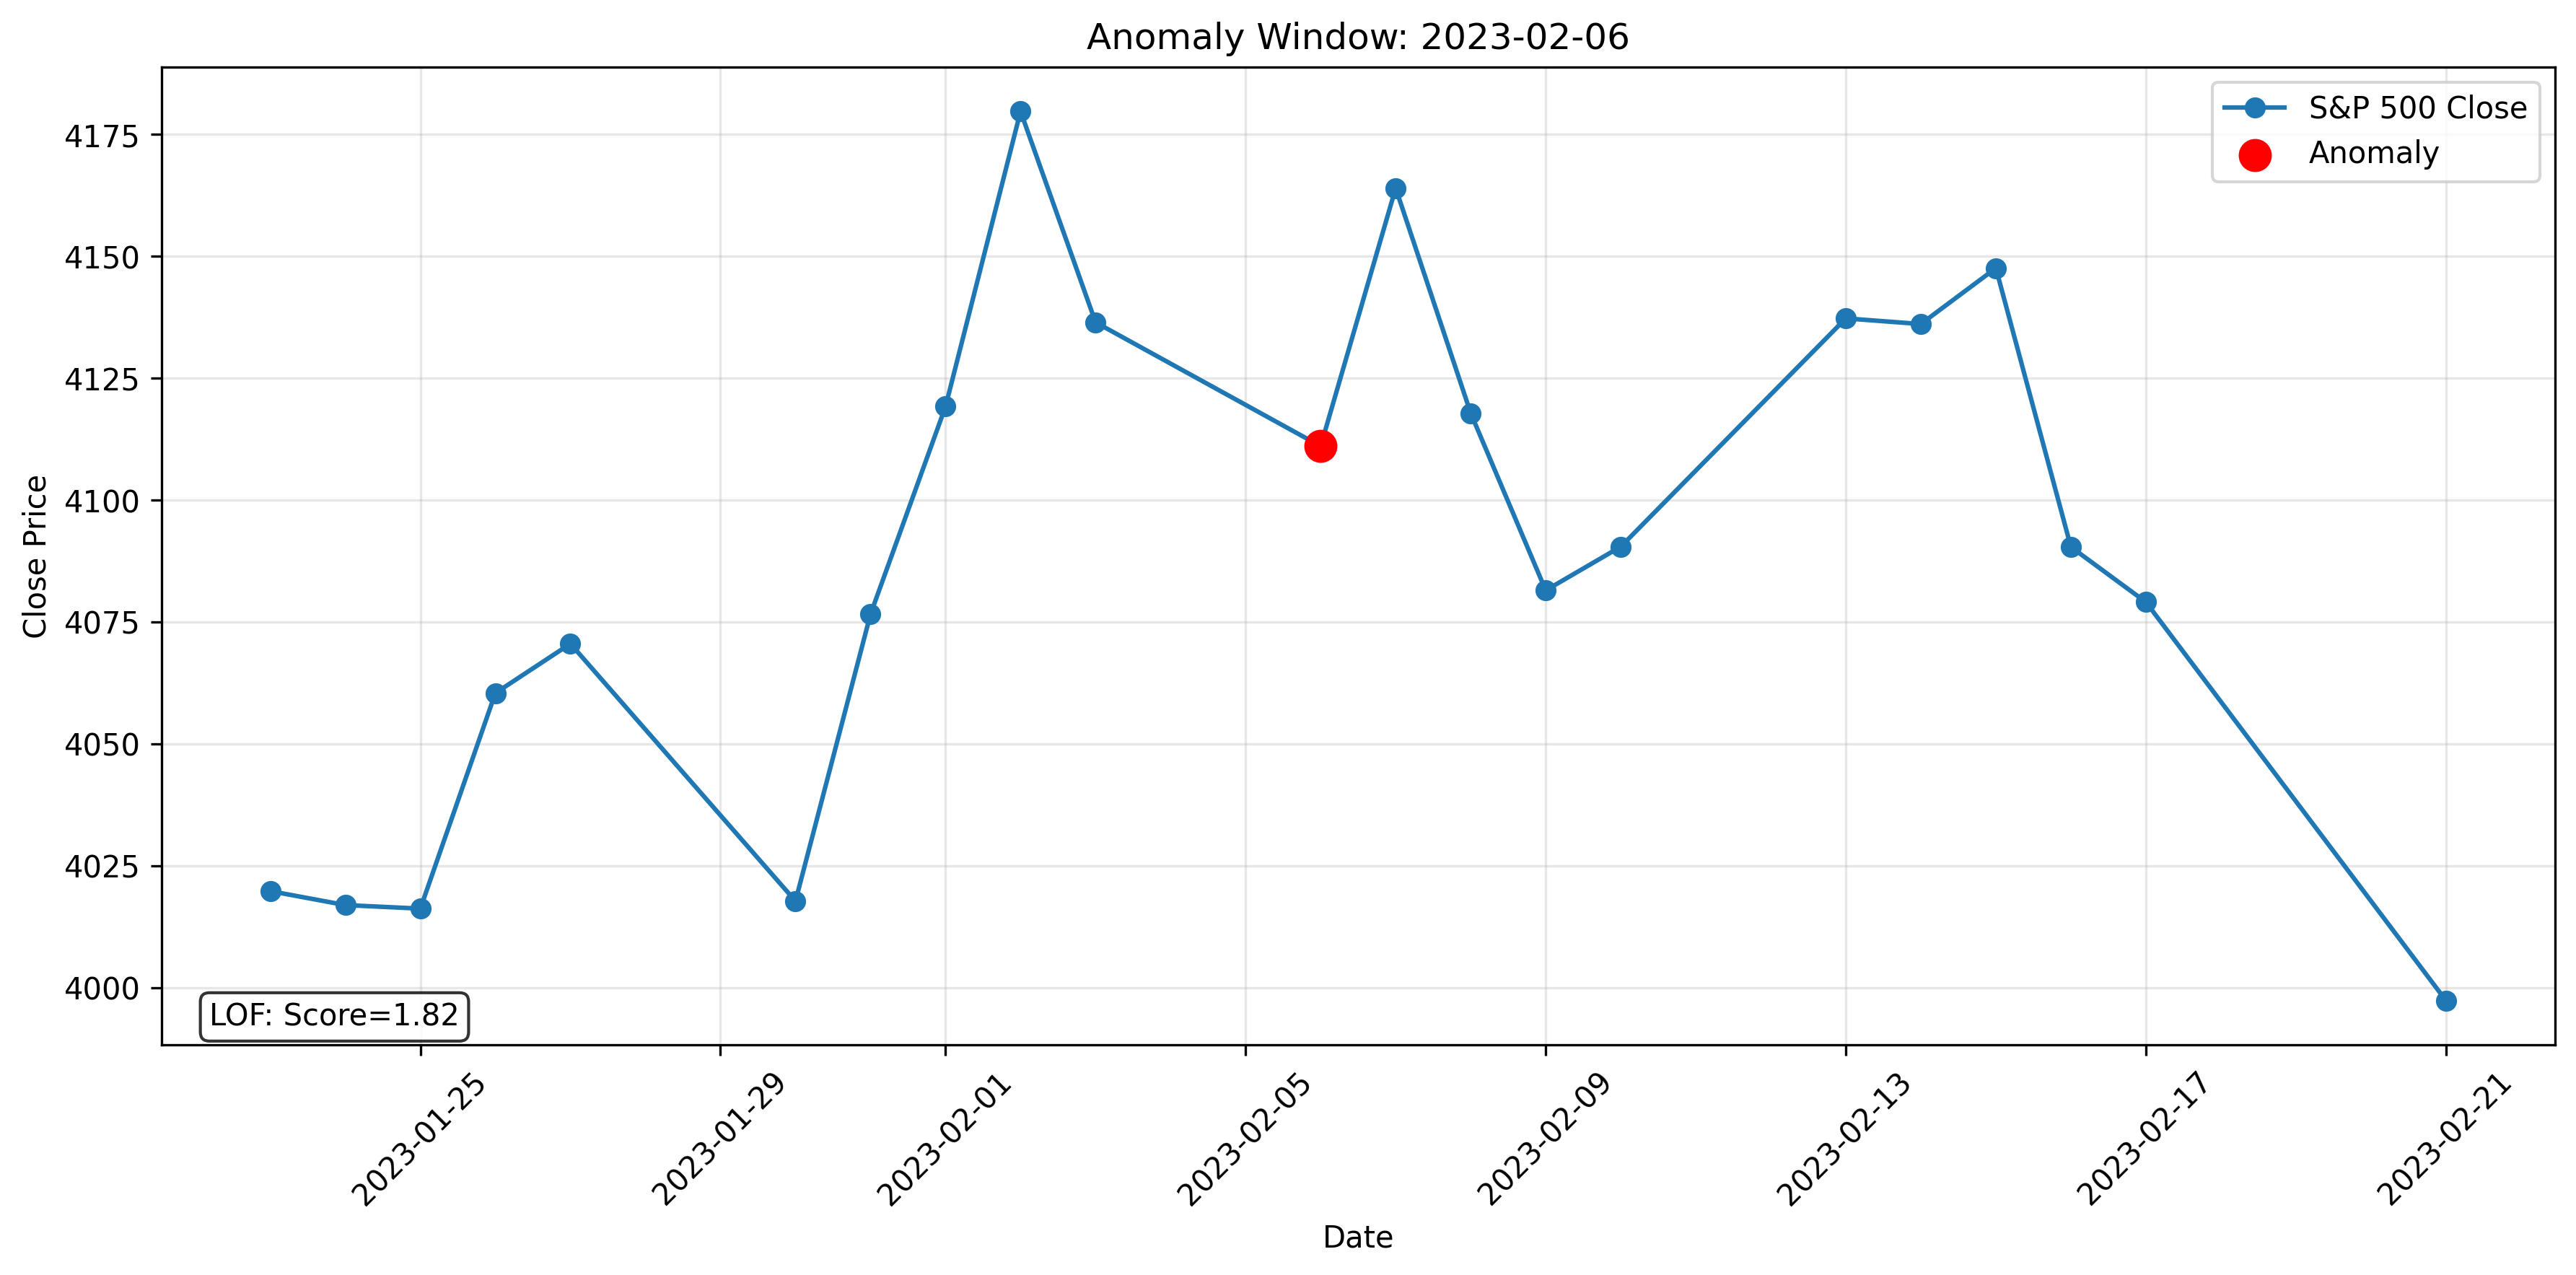 Anomaly Window: 2023-02-06
S&P 500 Close
Anomaly
Close Price
4175
4150
4125
4100
4075
4050
4025
4000
LOF: Score=1.82
2023-01-25
2023-01-29
2023-02-01
2023-02-05
2023-02-09
2023-02-13
2023-02-17
2023-02-21
Date